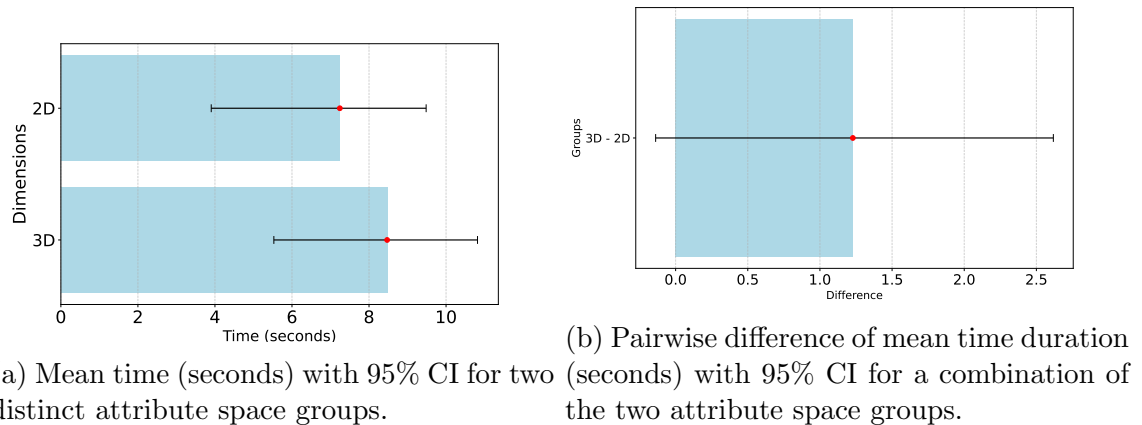 Dimensions
2D
3D
0 2 4 6 8 10
Time (seconds)
a) Mean time (seconds) with 95% CI for two
distinct attribute space groups.
Groups
3D - 2D
0.0 0.5 1.0 1.5 2.0 2.5
Difference
(b) Pairwise difference of mean time duration
(seconds) with 95% CI for a combination of
the two attribute space groups.